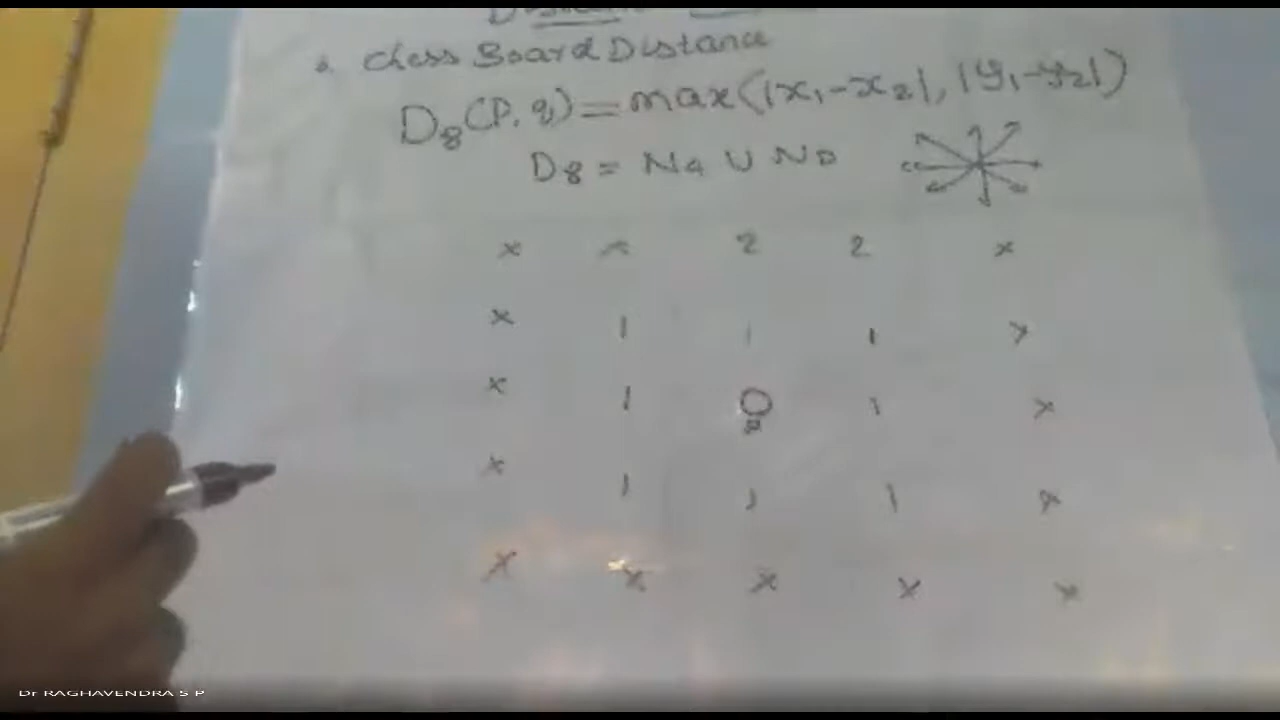 Chess Board Distance
D8(P, q) = max(|x1-x2|, |y1-y2|)
D8 = N4 U ND
x x 2 2 x
x 1 1 1 x
x 1 0 1 x
P
x 1 1 1 x
x x x x x
Dr RAGHAVENDRA S P